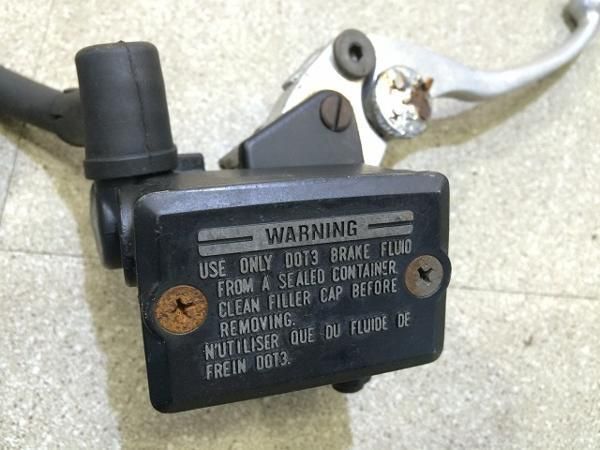 WARNING
USE ONLY DOT3 BRAKE FLUID
FROM A SEALED CONTAINER.
CLEAN FILLER CAP BEFORE
REMOVING.
N'UTILISER QUE DU FLUIDE DE
FREIN DOT3.